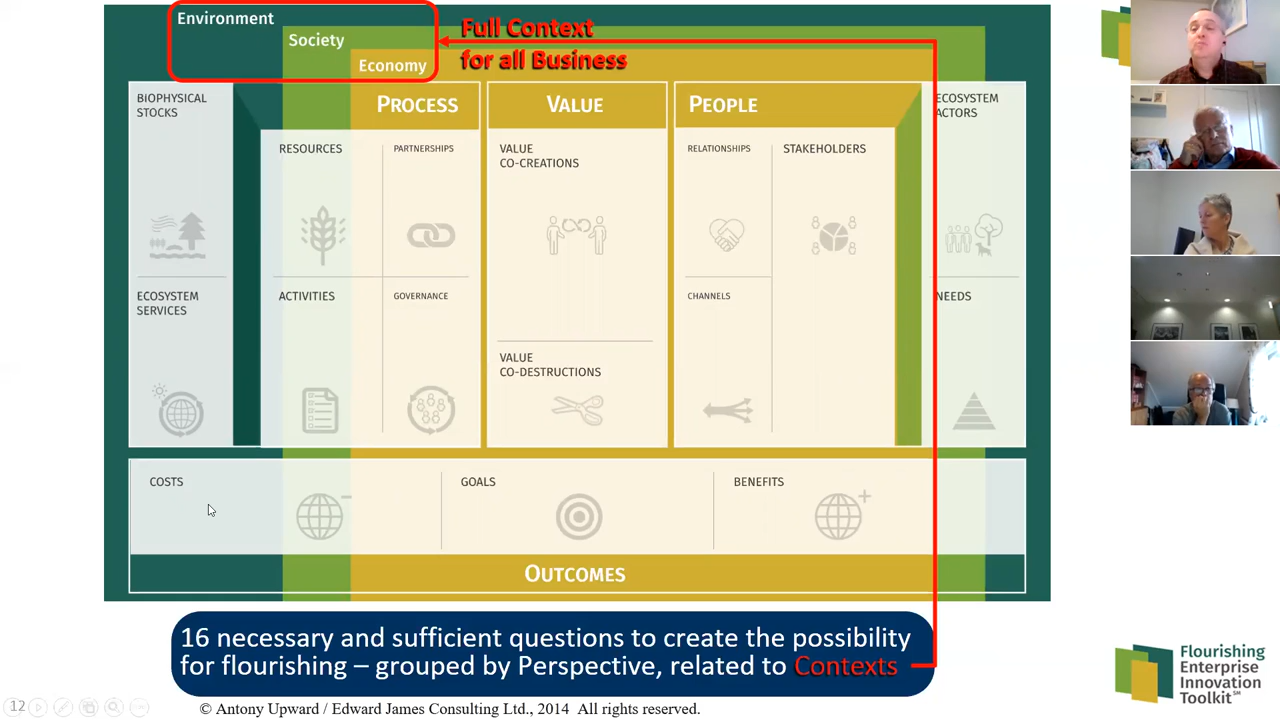 Environment
Society
Economy
Full Context
for all Business
BIOPHYSICAL
STOCKS
PROCESS
VALUE
PEOPLE
ECOSYSTEM
ACTORS
RESOURCES
PARTNERSHIPS
VALUE
CO-CREATIONS
RELATIONSHIPS
STAKEHOLDERS
ECOSYSTEM
SERVICES
ACTIVITIES
GOVERNANCE
CHANNELS
NEEDS
VALUE
CO-DESTRUCTIONS
COSTS
GOALS
BENEFITS
OUTCOMES
16 necessary and sufficient questions to create the possibility
for flourishing – grouped by Perspective, related to Contexts
Flourishing
Enterprise
Innovation
Toolkit℠
12
© Antony Upward / Edward James Consulting Ltd., 2014 All rights reserved.